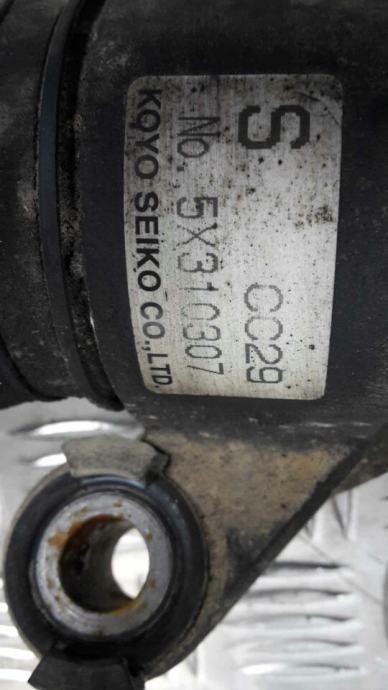 S CC29
No. 5X310307
KOYO SEIKO CO.,LTD.